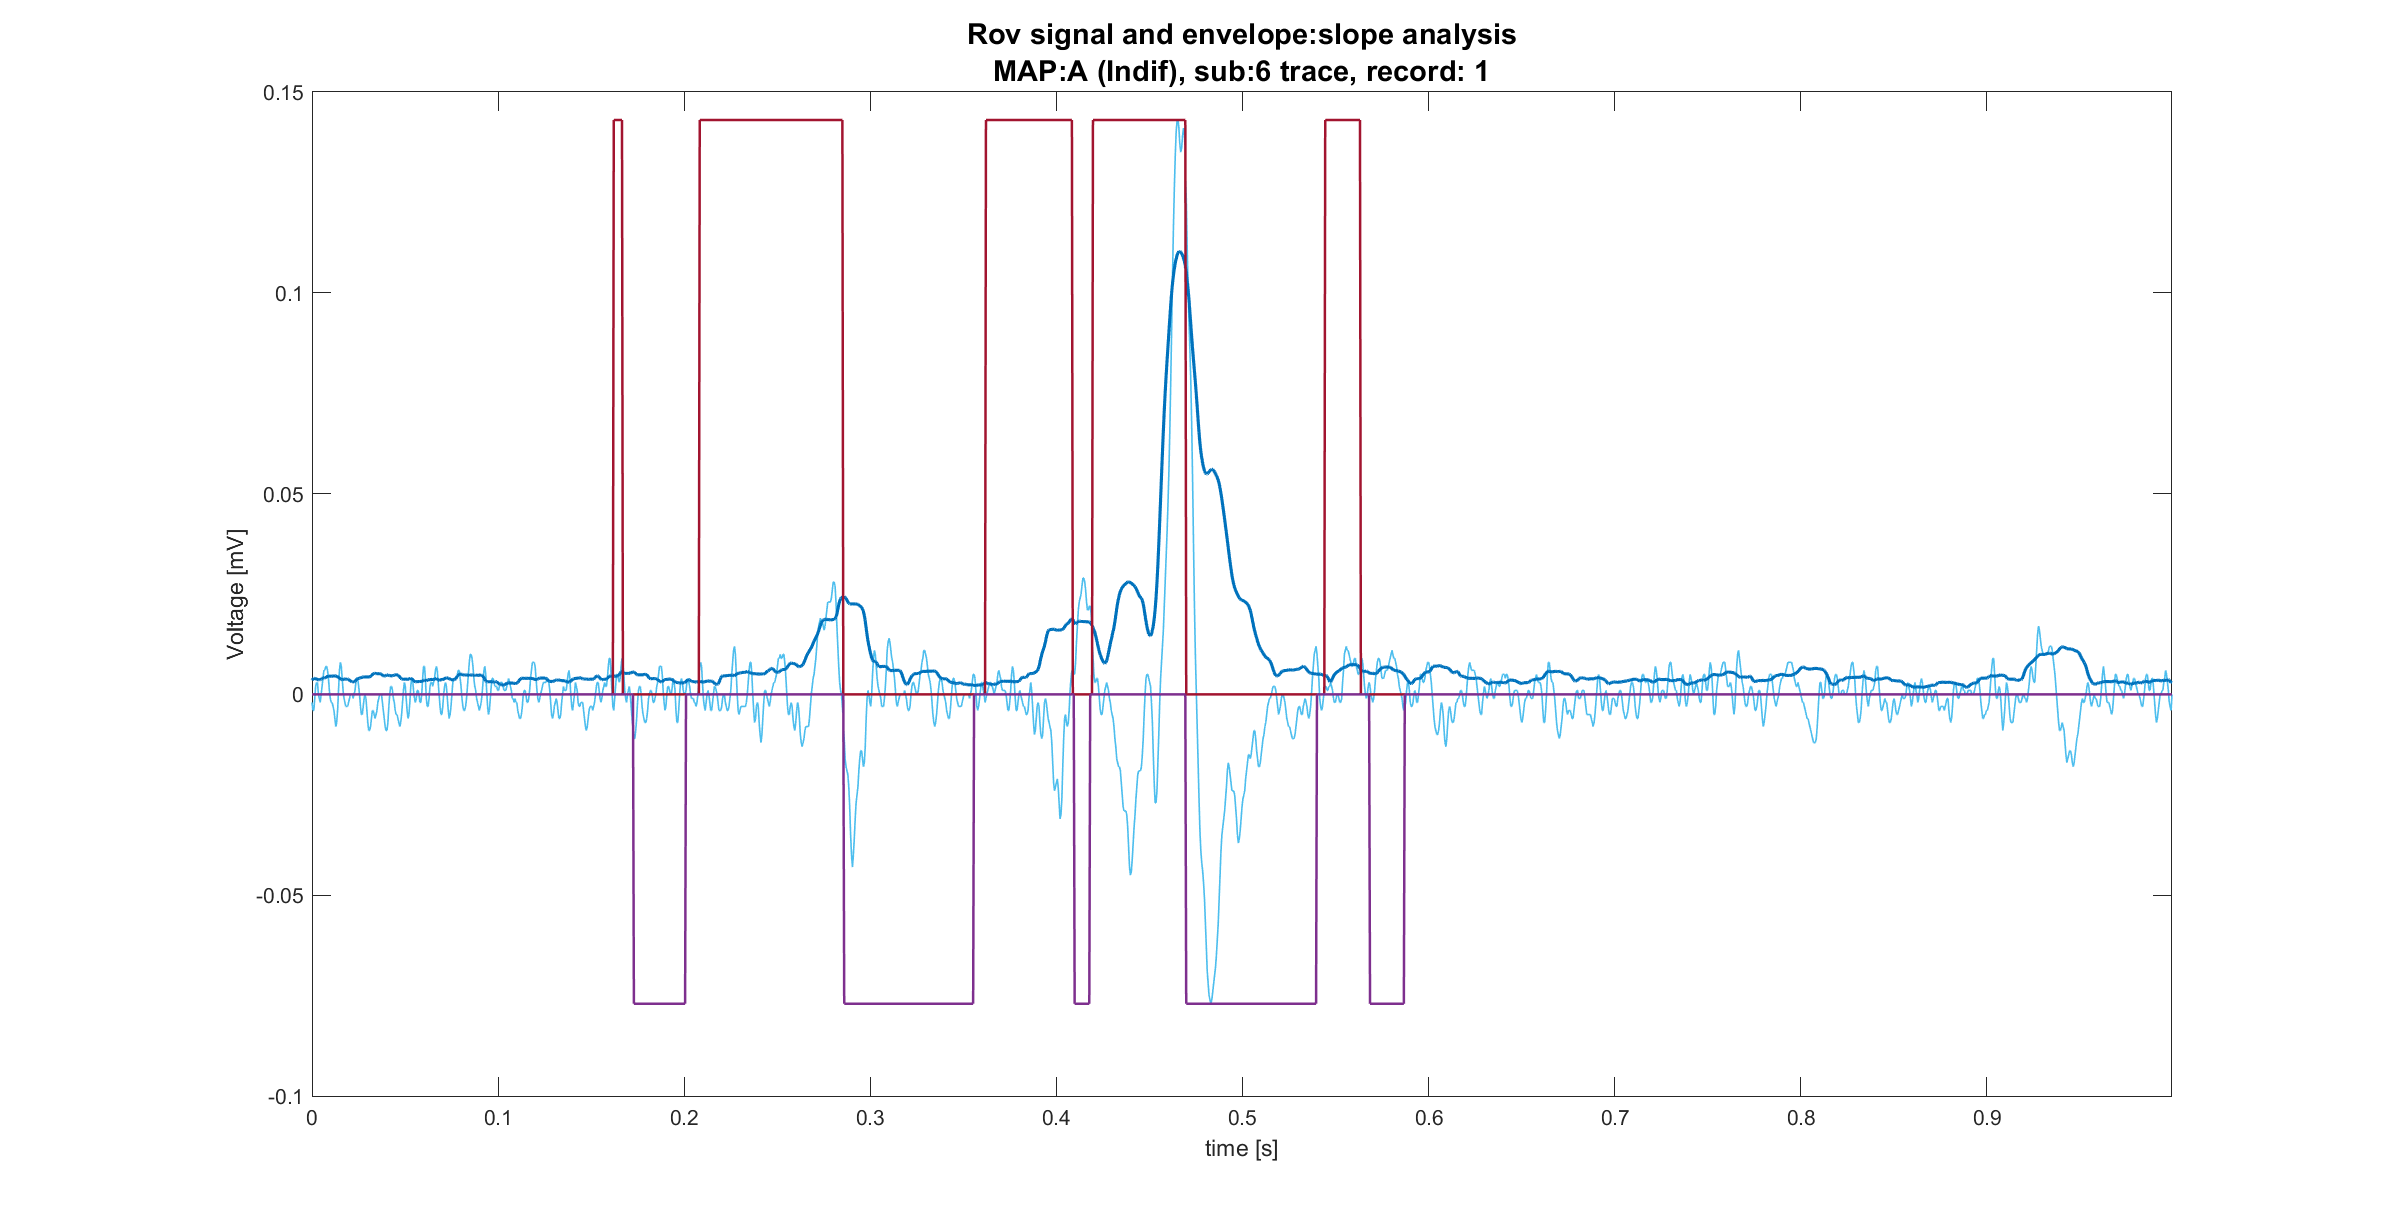 Rov signal and envelope:slope analysis
MAP:A (Indif), sub:6 trace, record: 1
0.15
0.1
0.05
0
-0.05
-0.1
Voltage [mV]
0 0.1 0.2 0.3 0.4 0.5 0.6 0.7 0.8 0.9
time [s]